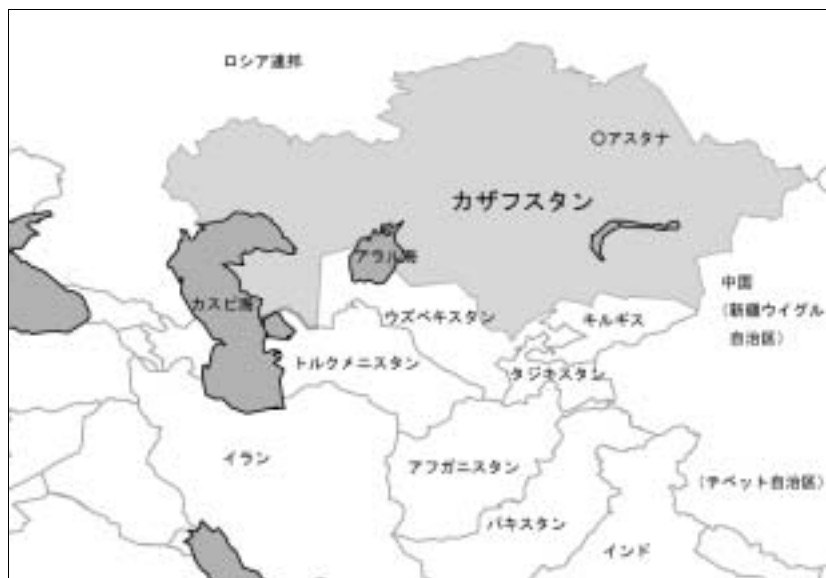 ロシア連邦
○アスタナ
カザフスタン
アラル海
カスピ海
中国
(新疆ウイグル
自治区)
ウズベキスタン
キルギス
トルクメニスタン
タジキスタン
イラン
アフガニスタン
(チベット自治区)
パキスタン
インド